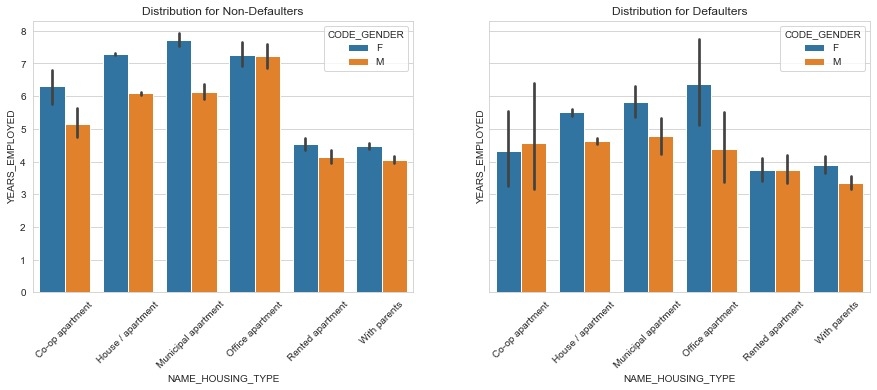 Distribution for Non-Defaulters
CODE_GENDER
F
M
YEARS_EMPLOYED
8
7
6
5
4
3
2
1
0
Co-op apartment
House / apartment
Municipal apartment
Office apartment
Rented apartment
With parents
NAME_HOUSING_TYPE
Distribution for Defaulters
CODE_GENDER
F
M
YEARS_EMPLOYED
Co-op apartment
House / apartment
Municipal apartment
Office apartment
Rented apartment
With parents
NAME_HOUSING_TYPE